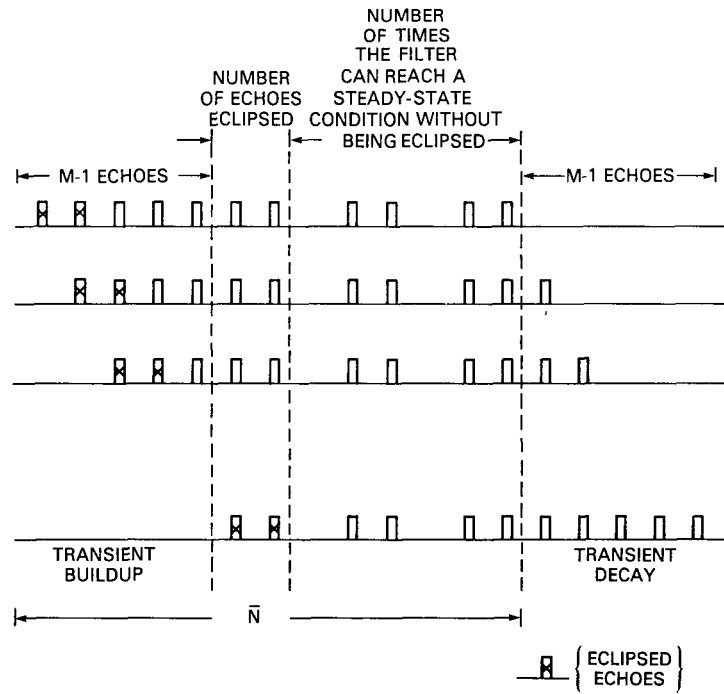 NUMBER
OF TIMES
THE FILTER
CAN REACH A
STEADY-STATE
CONDITION WITHOUT
BEING ECLIPSED
NUMBER
OF ECHOES
ECLIPSED
M-1 ECHOES
M-1 ECHOES
TRANSIENT
BUILDUP
TRANSIENT
DECAY
N̅
ECLIPSED
ECHOES